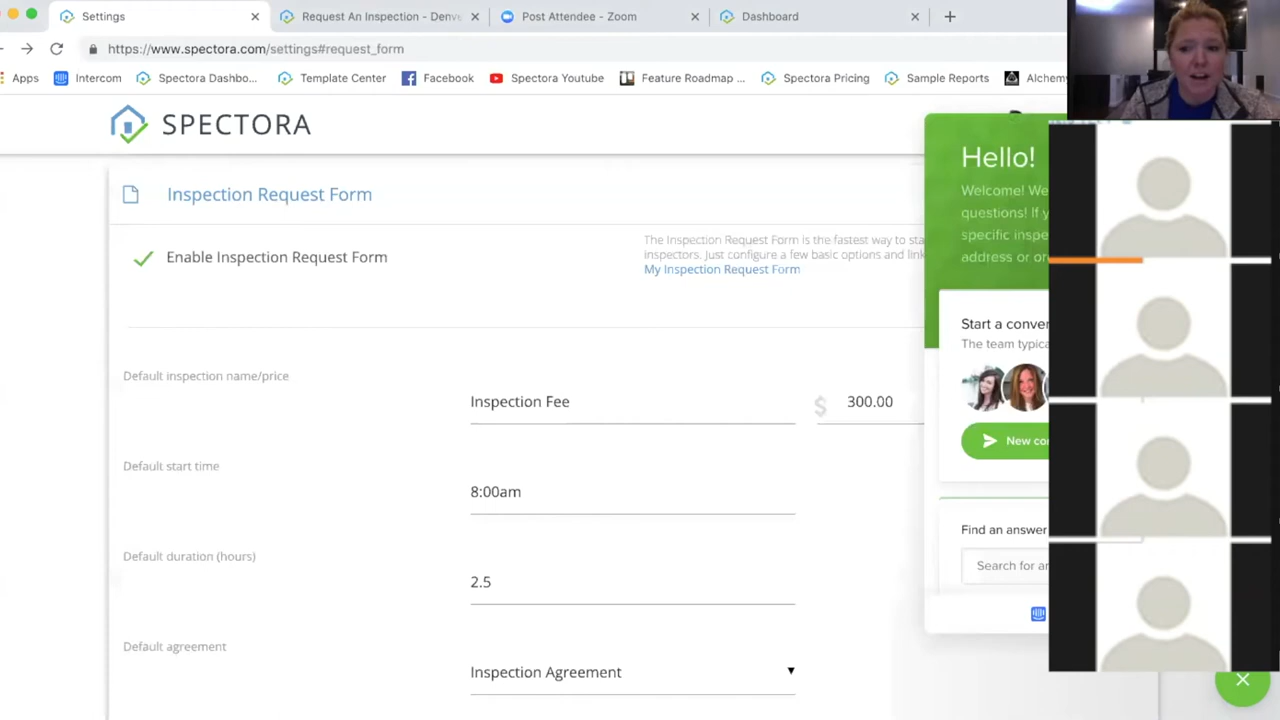 Settings
Request An Inspection - Denv
Post Attendee - Zoom
Dashboard
https://www.spectora.com/settings#request_form
Apps
Intercom
Spectora Dashbo...
Template Center
Facebook
Spectora Youtube
Feature Roadmap ...
Spectora Pricing
Sample Reports
Alchem
SPECTORA
Inspection Request Form
Enable Inspection Request Form
The Inspection Request Form is the fastest way to sta
inspectors. Just configure a few basic options and link
My Inspection Request Form
Default inspection name/price
Inspection Fee
$ 300.00
Default start time
8:00am
Default duration (hours)
2.5
Default agreement
Inspection Agreement
Hello!
Welcome! We
questions! If y
specific inspe
address or or
Start a conver
The team typica
New co
Find an answer
Search for ar